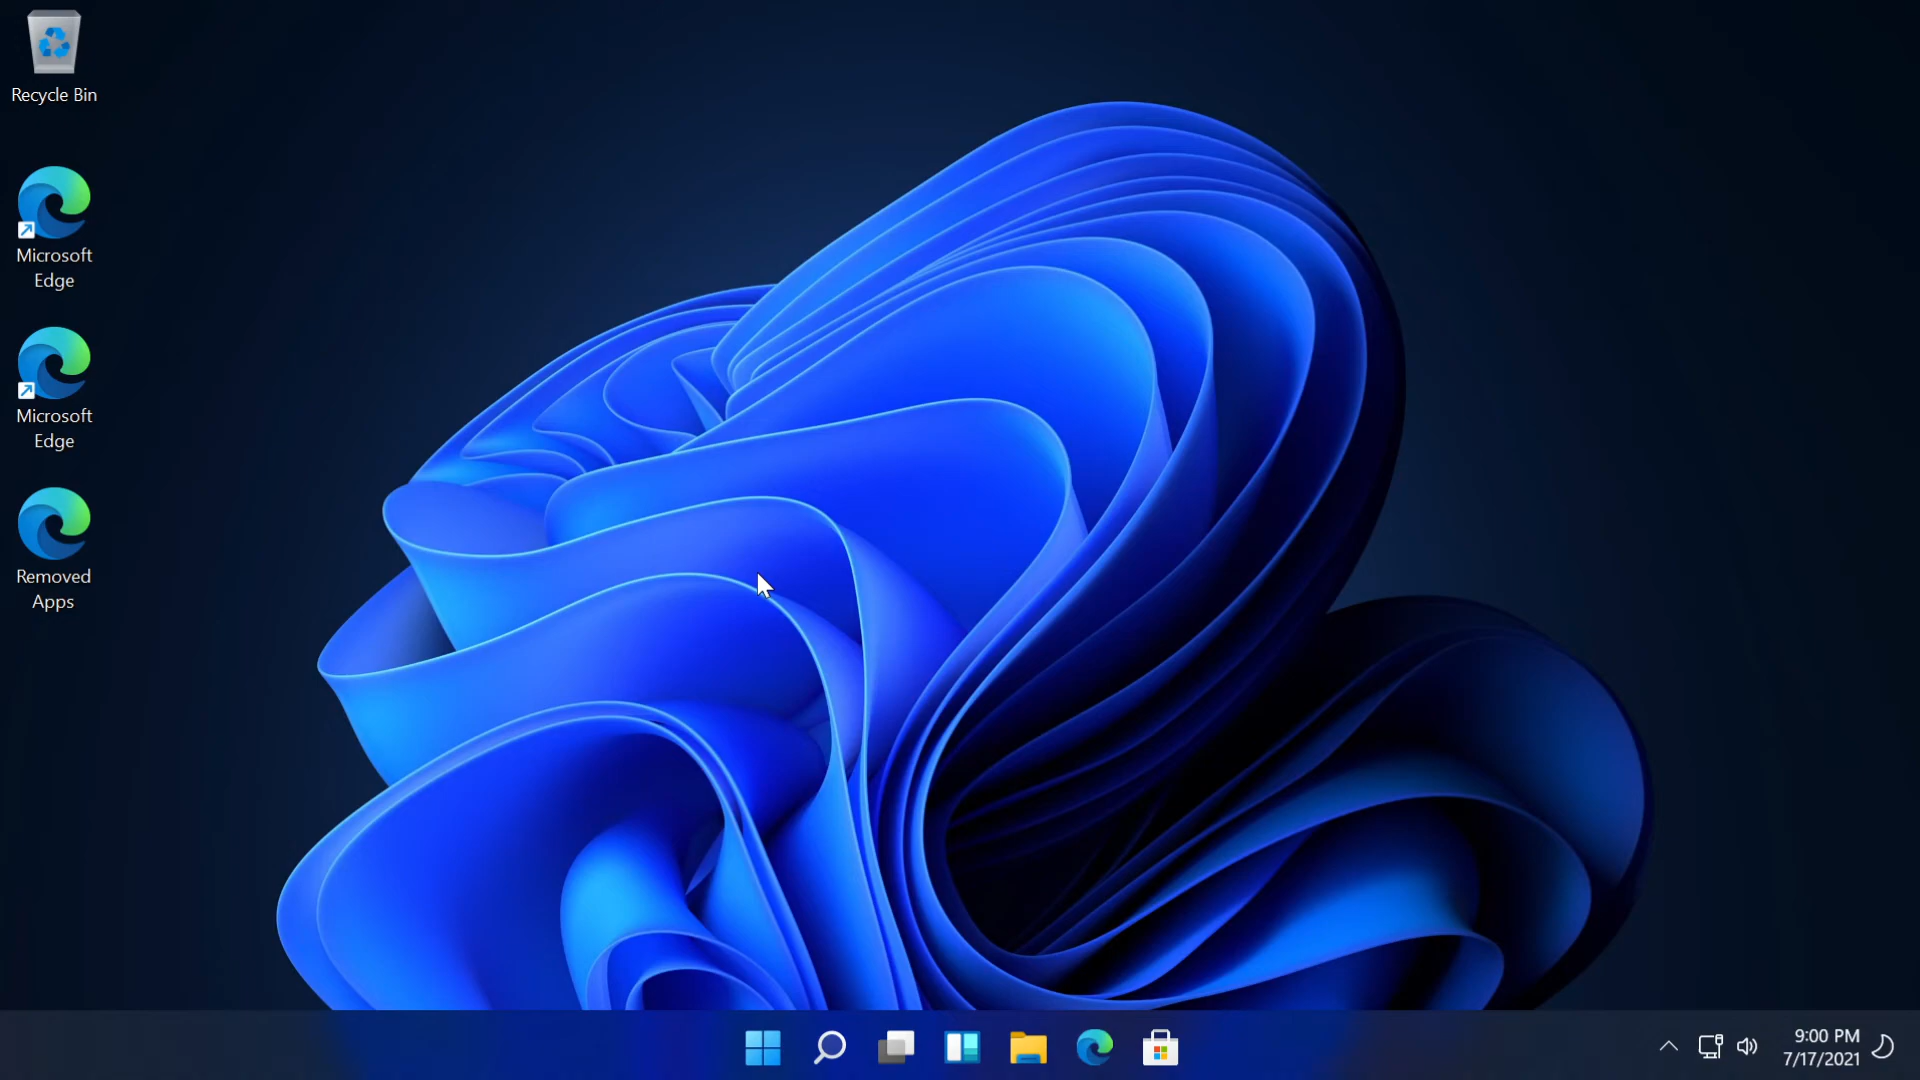 Recycle Bin
Microsoft
Edge
Microsoft
Edge
Removed
Apps
9:00 PM
7/17/2021